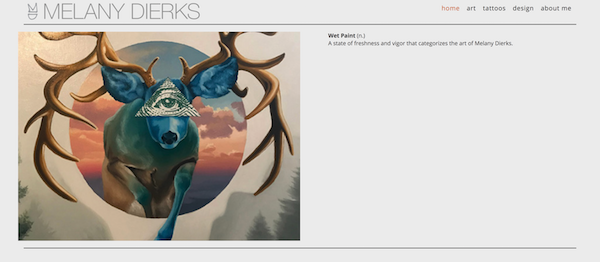 MELANY DIERKS
home art tattoos design about me
Wet Paint (n.)
A state of freshness and vigor that categorizes the art of Melany Dierks.